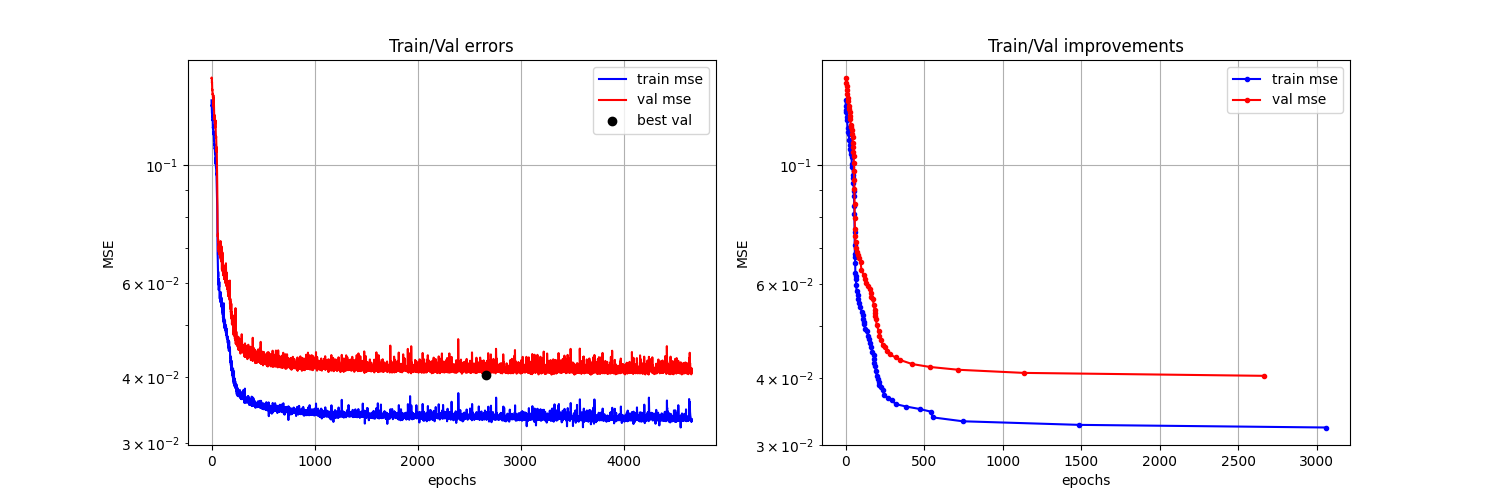 Train/Val errors
train mse
val mse
best val
10⁻¹
6 × 10⁻²
4 × 10⁻²
3 × 10⁻²
MSE
0 1000 2000 3000 4000
epochs
Train/Val improvements
train mse
val mse
10⁻¹
6 × 10⁻²
4 × 10⁻²
3 × 10⁻²
MSE
0 500 1000 1500 2000 2500 3000
epochs